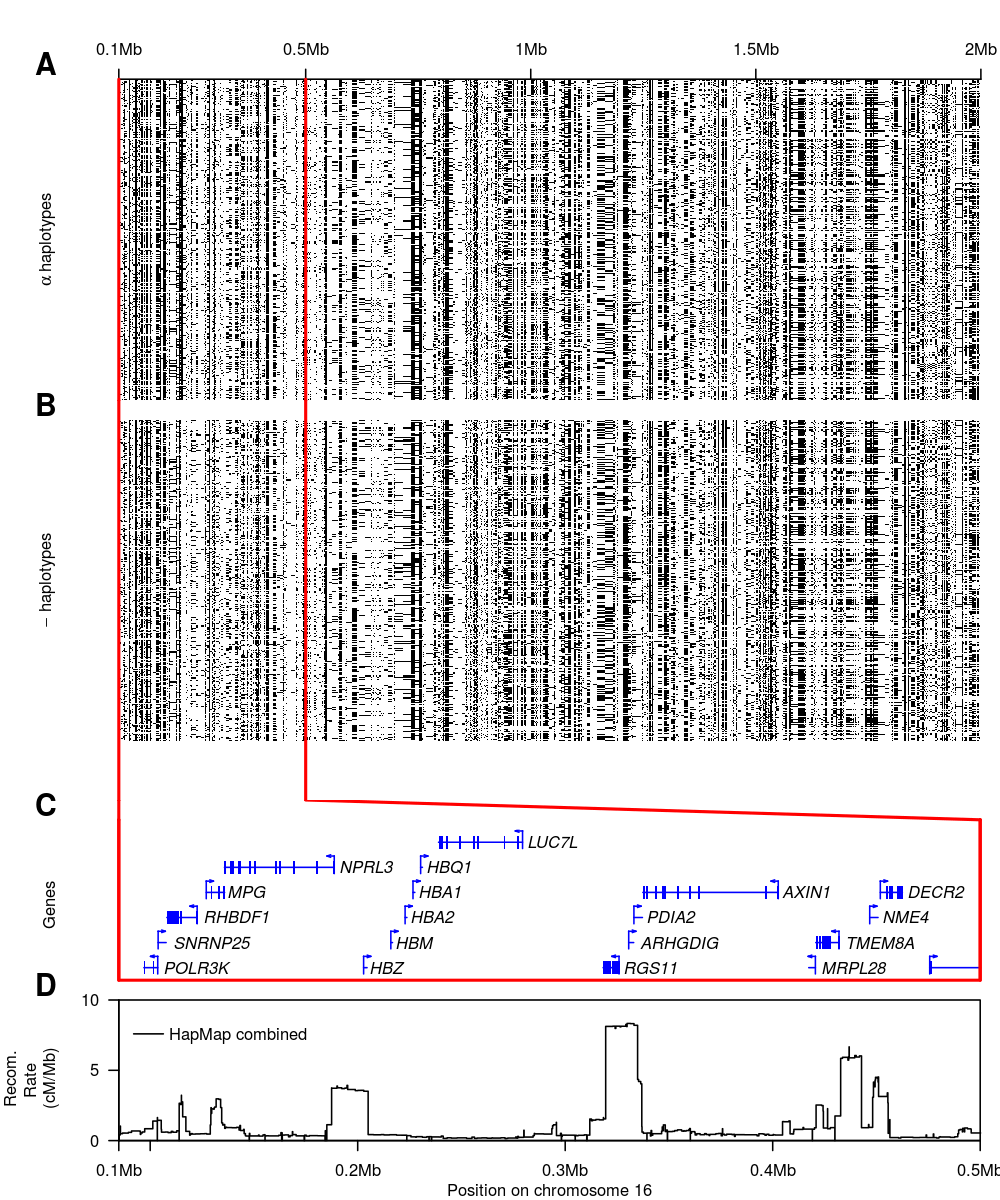 0.1Mb 0.5Mb 1Mb 1.5Mb 2Mb
A
α haplotypes
B
− haplotypes
C
Genes
LUC7L
NPRL3 HBQ1
MPG HBA1 AXIN1 DECR2
RHBDF1 HBA2 PDIA2 NME4
SNRNP25 HBM ARHGDIG TMEM8A
POLR3K HBZ RGS11 MRPL28
D
10
HapMap combined
5
0
Recom.
Rate
(cM/Mb)
0.1Mb 0.2Mb 0.3Mb 0.4Mb 0.5Mb
Position on chromosome 16